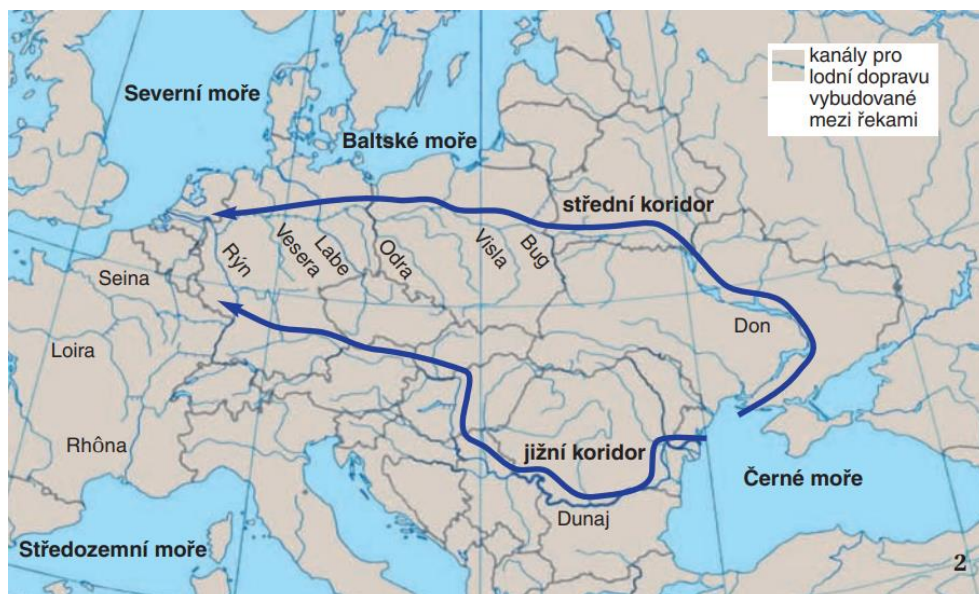 kanály pro
lodní dopravu
vybudované
mezi řekami
Severní moře
Baltské moře
střední koridor
Rýn
Vesera
Labe
Odra
Visla
Bug
Seina
Don
Loira
Rhôna
jižní koridor
Černé moře
Dunaj
Středozemní moře
2